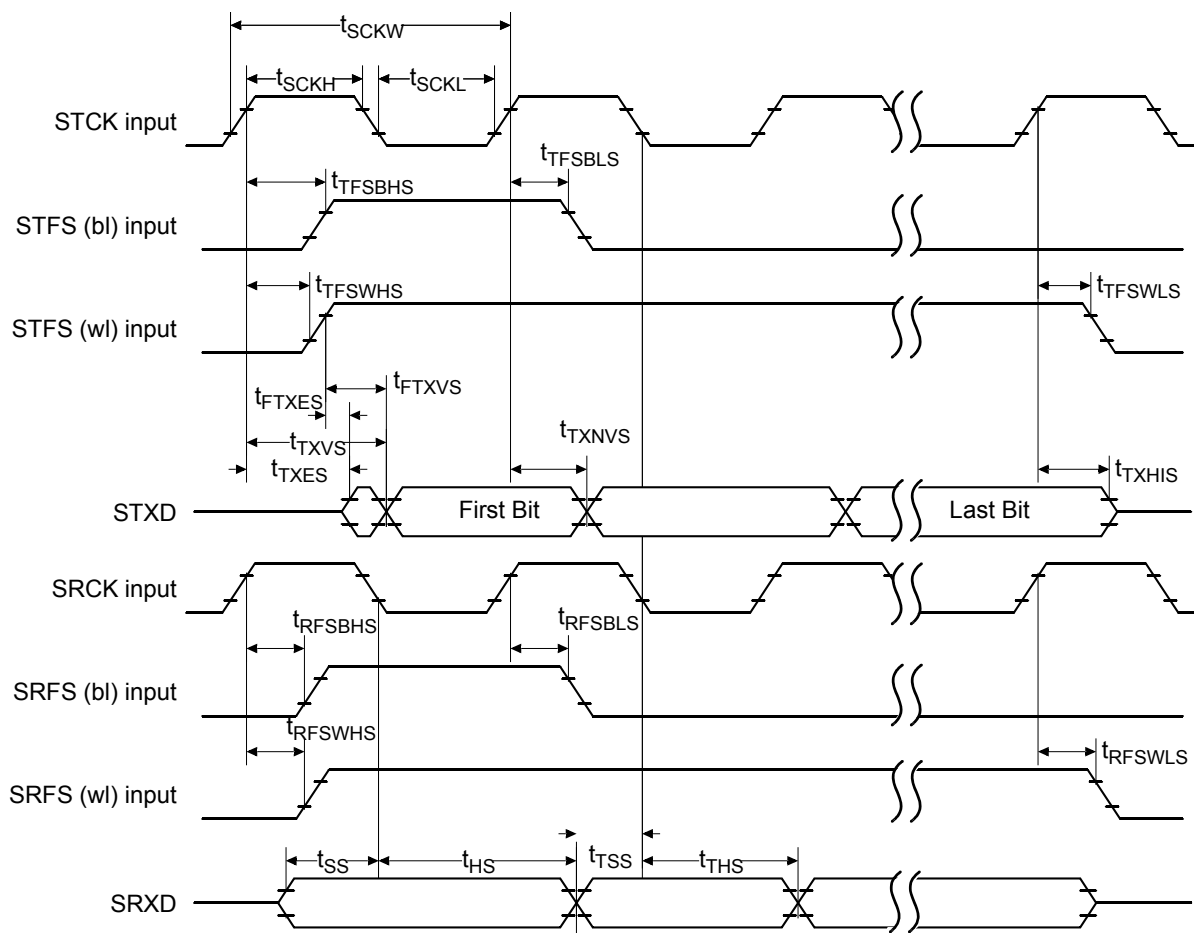 tSCKW
tSCKH
tSCKL
STCK input
tTFSBLS
tTFSBHS
STFS (bl) input
tTFSWHS
tTFSWLS
STFS (wl) input
tFTXVS
tFTXES
tTXVS
tTXNVS
tTXES
tTXHIS
STXD
First Bit
Last Bit
SRCK input
tRFSBHS
tRFSBLS
SRFS (bl) input
tRFSWHS
tRFSWLS
SRFS (wl) input
tSS
tHS
tTSS
tTHS
SRXD